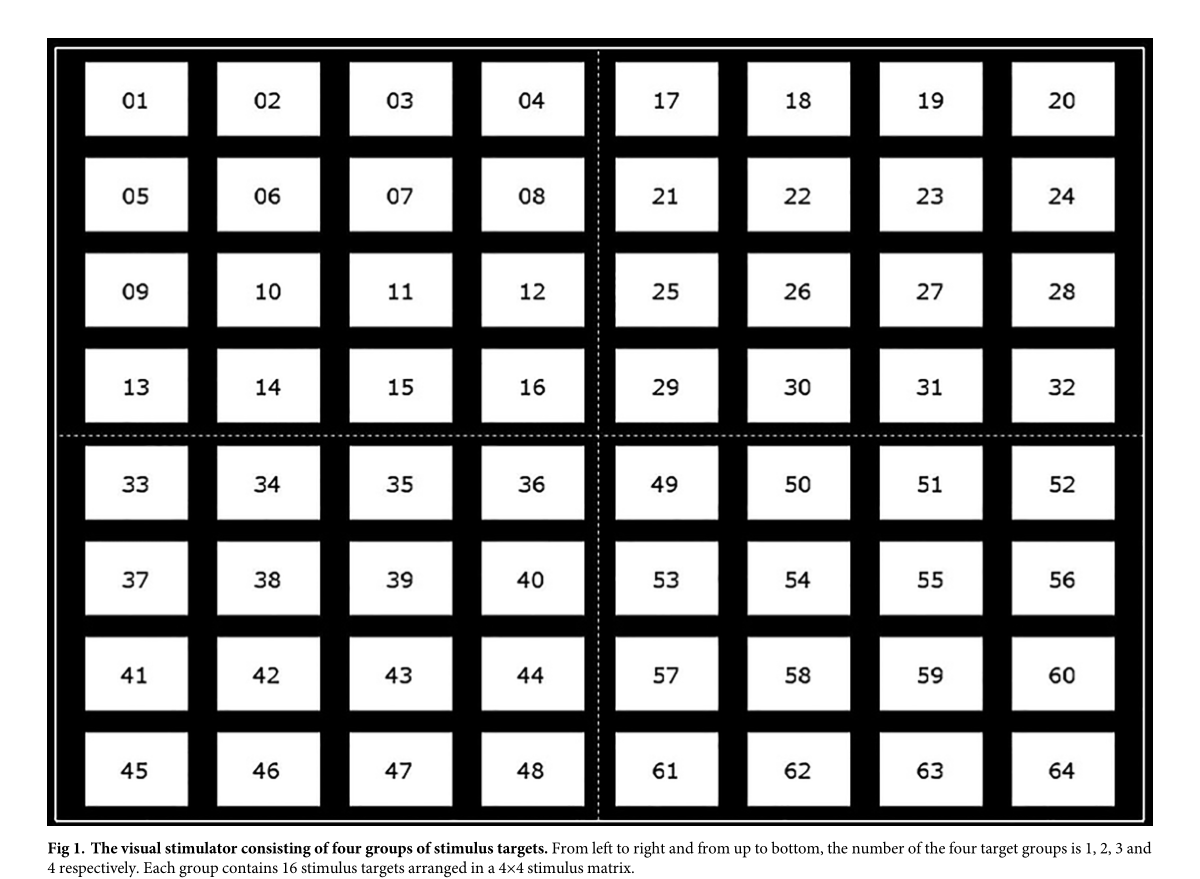 01 02 03 04 17 18 19 20
05 06 07 08 21 22 23 24
09 10 11 12 25 26 27 28
13 14 15 16 29 30 31 32
33 34 35 36 49 50 51 52
37 38 39 40 53 54 55 56
41 42 43 44 57 58 59 60
45 46 47 48 61 62 63 64
Fig 1. The visual stimulator consisting of four groups of stimulus targets. From left to right and from up to bottom, the number of the four target groups is 1, 2, 3 and
4 respectively. Each group contains 16 stimulus targets arranged in a 4×4 stimulus matrix.